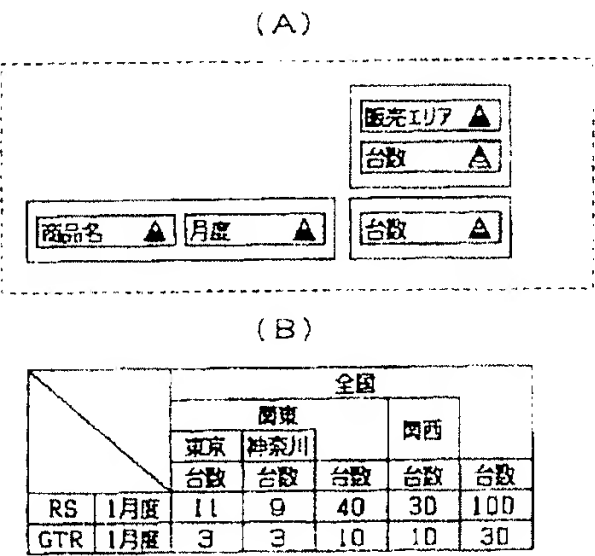 (A)
販売エリア
台数
商品名 月度 台数
(B)
全国
関東
関西
東京 神奈川
台数 台数 台数 台数 台数
RS 1月度 11 9 40 30 100
GTR 1月度 3 3 10 10 30